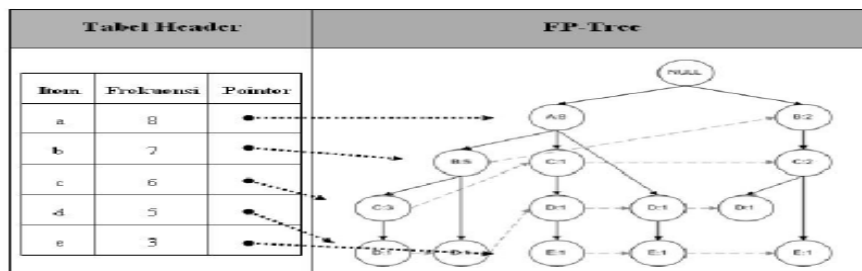 Tabel Header FP-Tree
Item Frekuensi Pointer
a 8
b 7
c 6
d 5
e 3
NULL
A:8 B:2
B:5 C:1 C:2
C:3 D:1 D:1 D:1
D:1 D:1 E:1 E:1 E:1